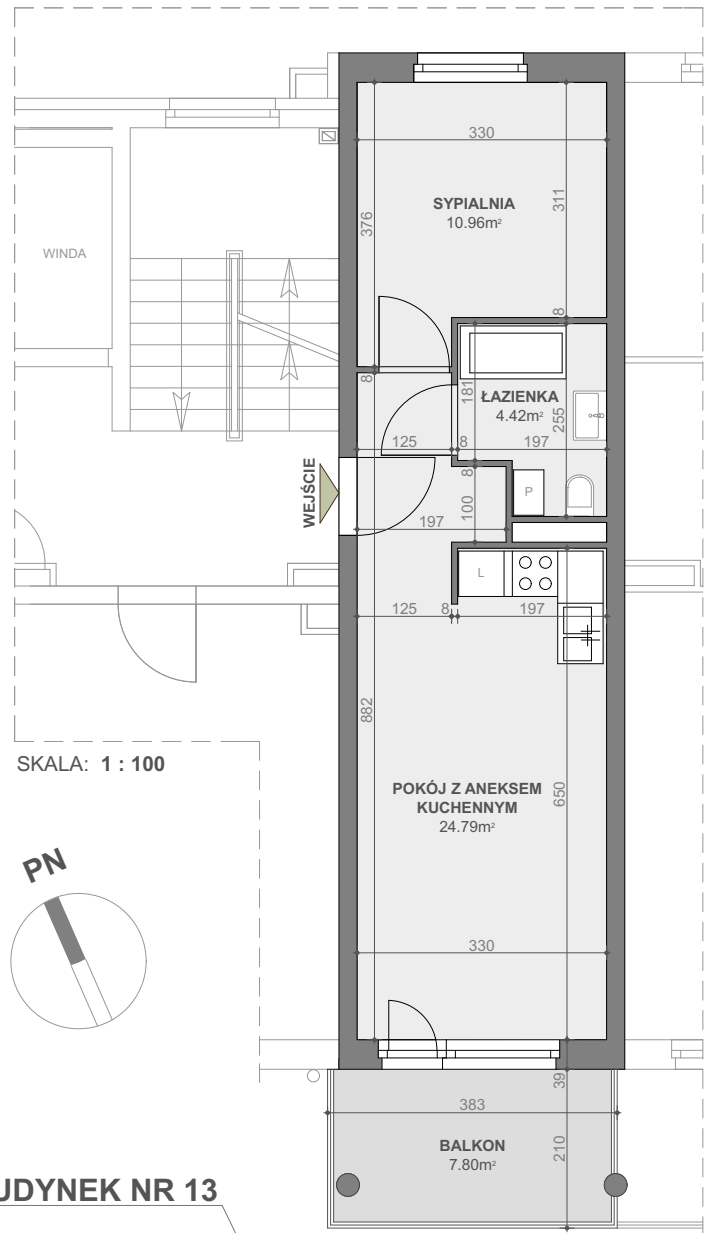 330
SYPIALNIA
10.96m²
376
311
WINDA
8
8
ŁAZIENKA
4.42m²
181
255
125
8
197
WEJŚCIE
8
P
197
100
L
125
8
197
882
SKALA: 1 : 100
POKÓJ Z ANEKSEM
KUCHENNYM
24.79m²
650
PN
330
39
383
BALKON
7.80m²
210
UDYNEK NR 13